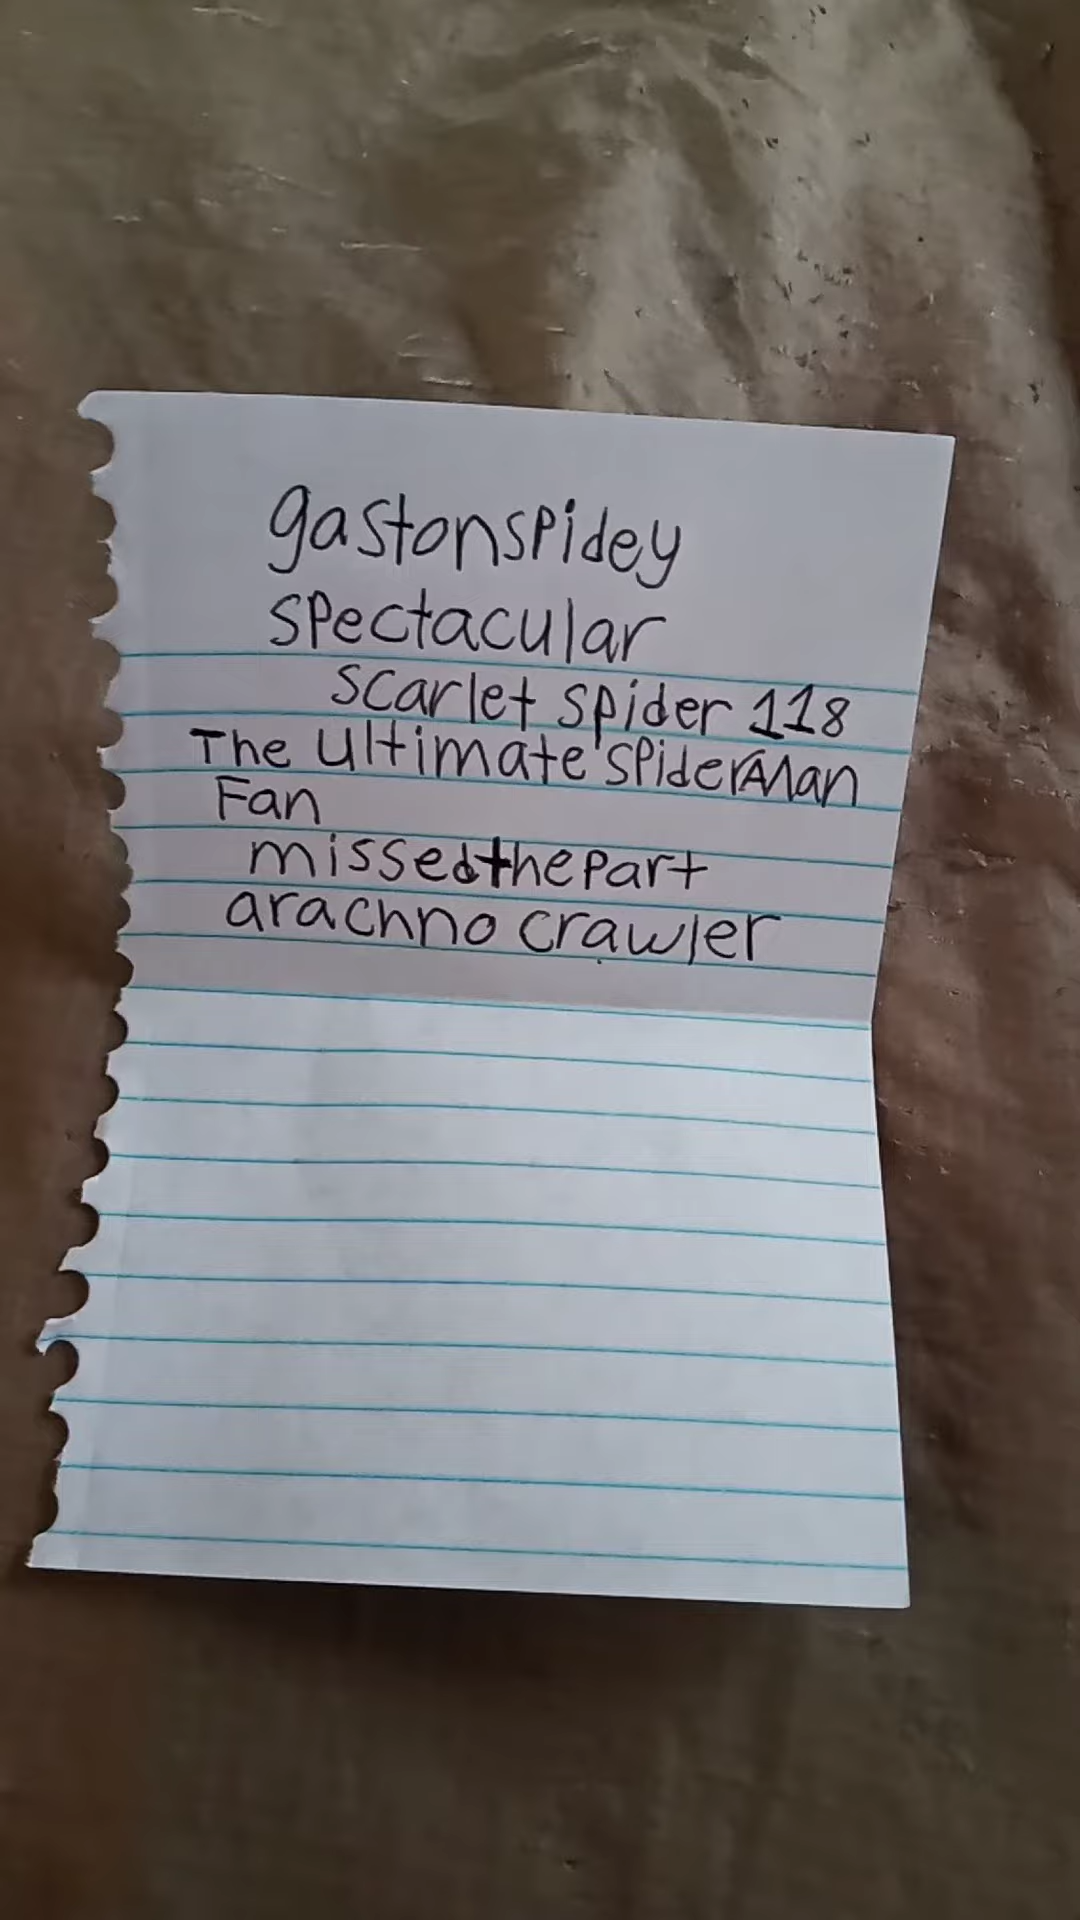 gastonspidey
spectacular
scarlet spider 118
The ultimate spiderMan
Fan
missedthepart
arachno crawler